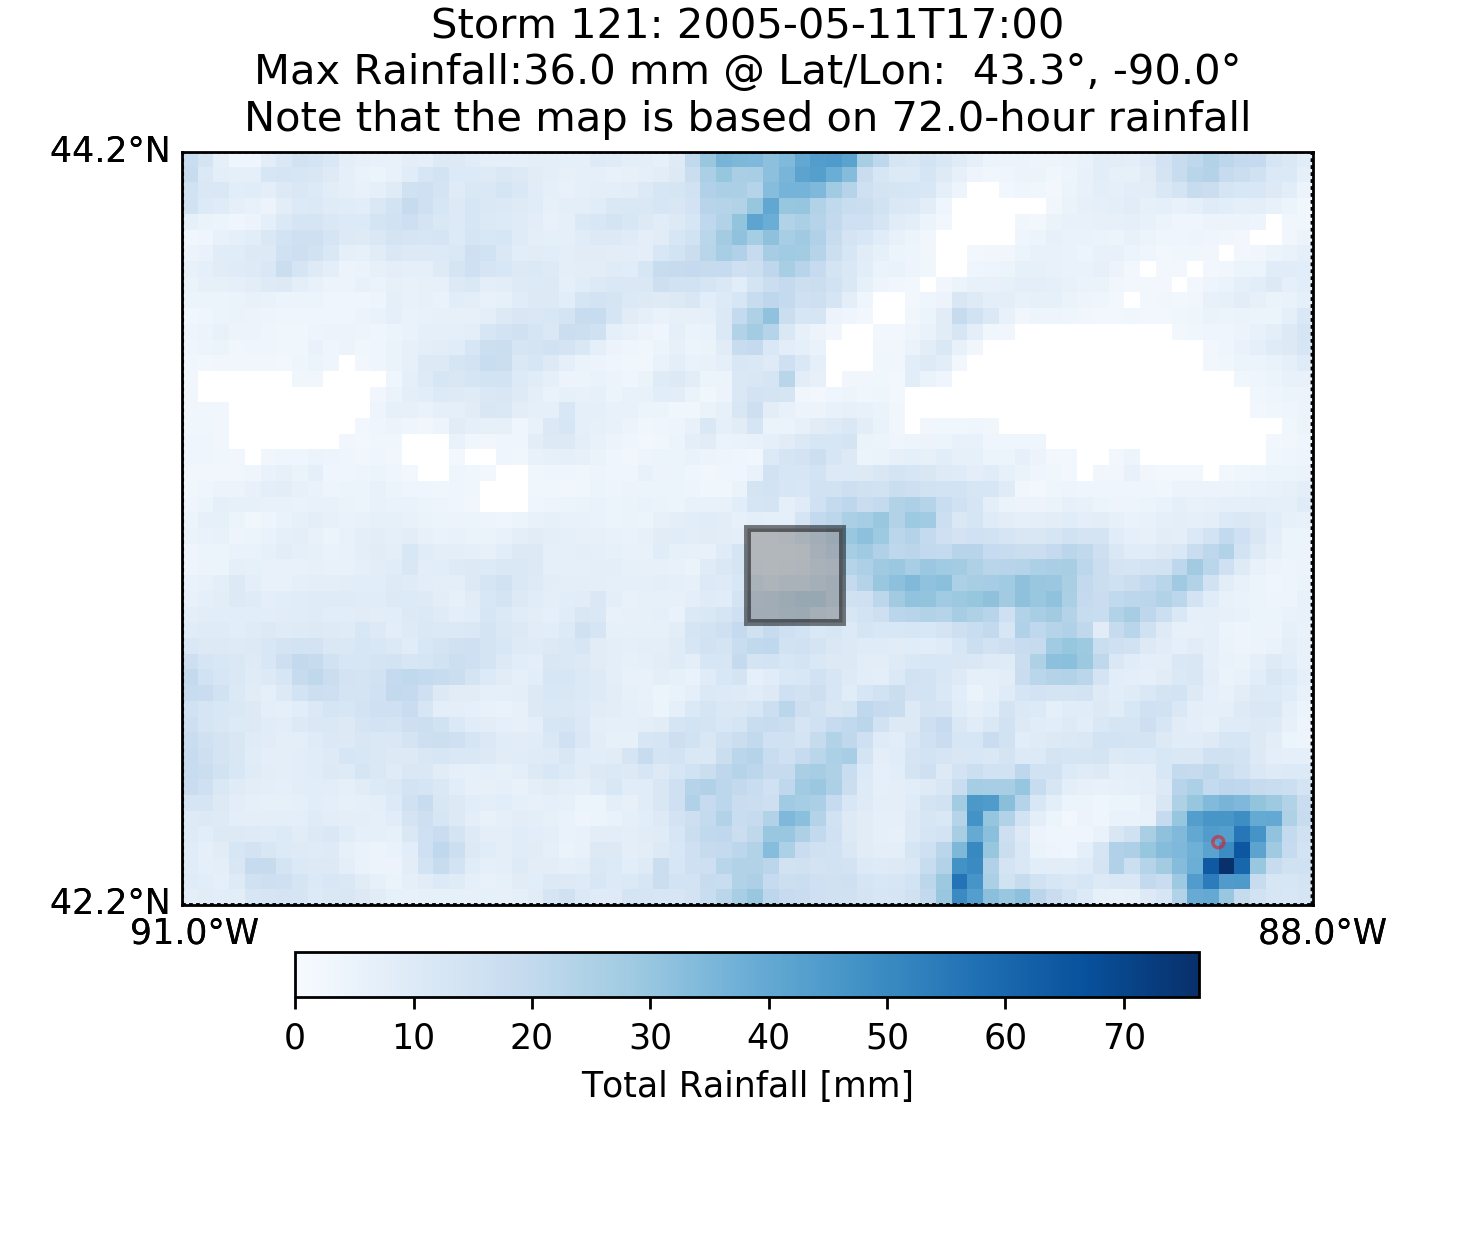 Storm 121: 2005-05-11T17:00
Max Rainfall:36.0 mm @ Lat/Lon:  43.3°, -90.0°
Note that the map is based on 72.0-hour rainfall
44.2°N
42.2°N
91.0°W 88.0°W
0 10 20 30 40 50 60 70
Total Rainfall [mm]